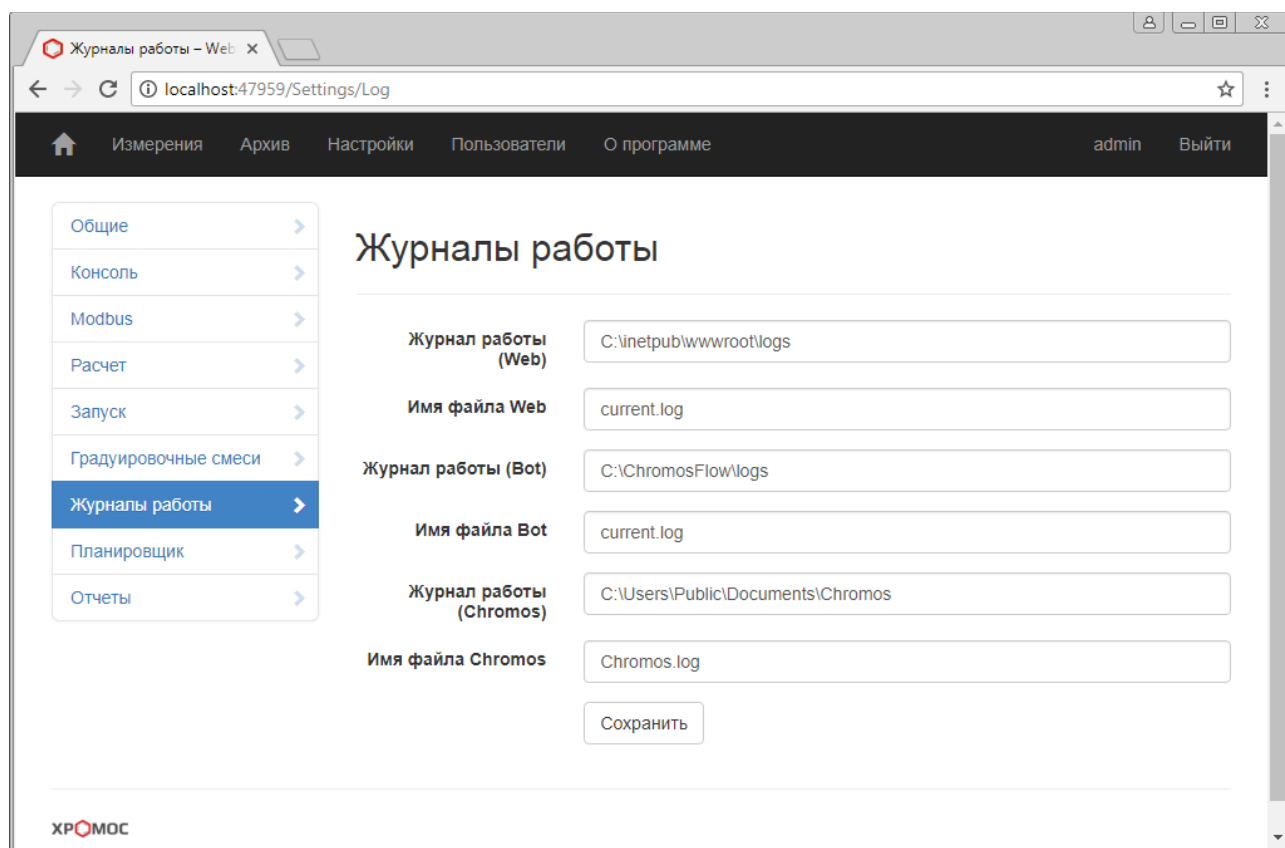 Журналы работы – Web
localhost:47959/Settings/Log
Измерения Архив Настройки Пользователи О программе admin Выйти
Общие
Консоль
Modbus
Расчет
Запуск
Градуировочные смеси
Журналы работы
Планировщик
Отчеты
Журналы работы
Журнал работы
(Web)
C:\inetpub\wwwroot\logs
Имя файла Web
current.log
Журнал работы (Bot)
C:\ChromosFlow\logs
Имя файла Bot
current.log
Журнал работы
(Chromos)
C:\Users\Public\Documents\Chromos
Имя файла Chromos
Chromos.log
Сохранить
ХРОМОС